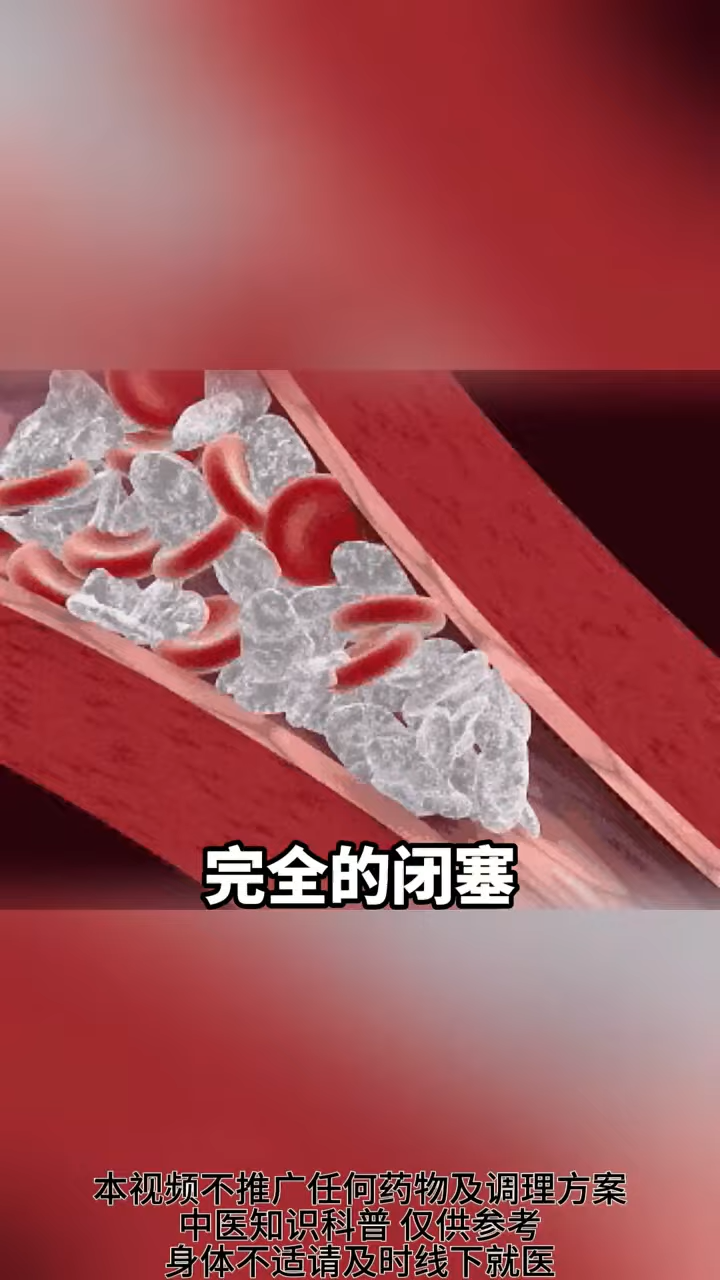 完全的闭塞
本视频不推广任何药物及调理方案
中医知识科普 仅供参考
身体不适请及时线下就医